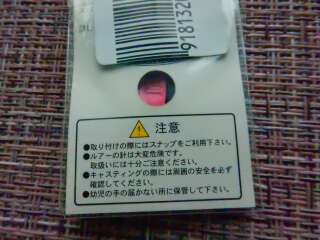 918132
注意
●取り付けの際にはスナップをご利用下さい。
●ルアーの針は大変危険です。
取扱いには十分ご注意ください。
●キャスティングの際には周囲の安全を必ず
確認してください。
●幼児の手の届かない所に保管して下さい。